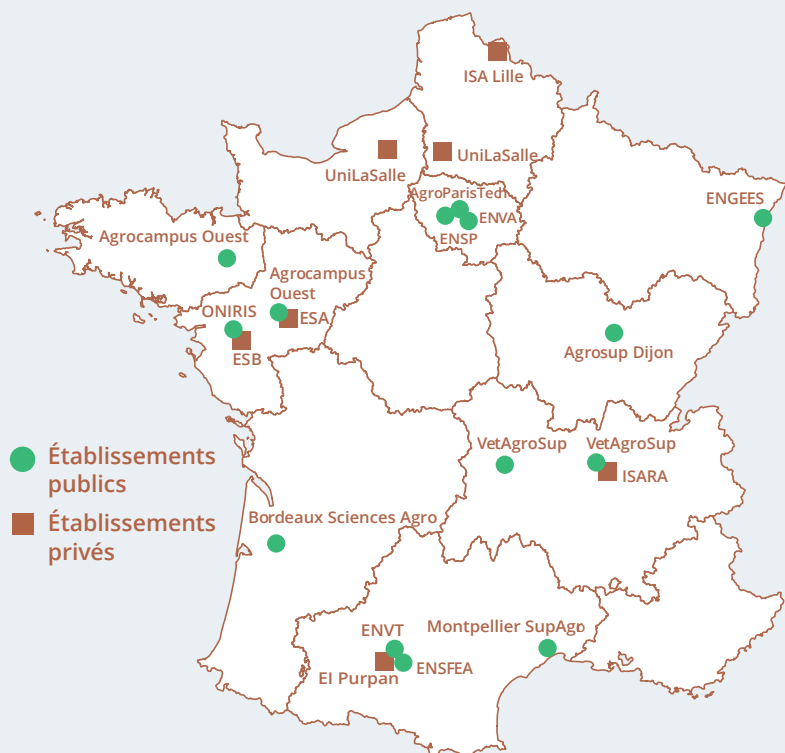 ISA Lille
UniLaSalle
UniLaSalle
AgroParisTech
ENGEES
ENVA
ENSP
Agrocampus Ouest
Agrocampus
Ouest
ONIRIS
ESA
ESB
Agrosup Dijon
VetAgroSup
VetAgroSup
ISARA
Établissements
publics
Établissements
privés
Bordeaux Sciences Agro
ENVT
Montpellier SupAgro
ENSFEA
EI Purpan